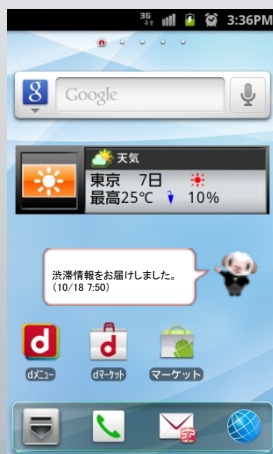 3G
3:36PM
8
Google
天気
東京 7日
最高25℃ 10%
渋滞情報をお届けしました。
(10/18 7:50)
d d
dメニュー dマーケット マーケット